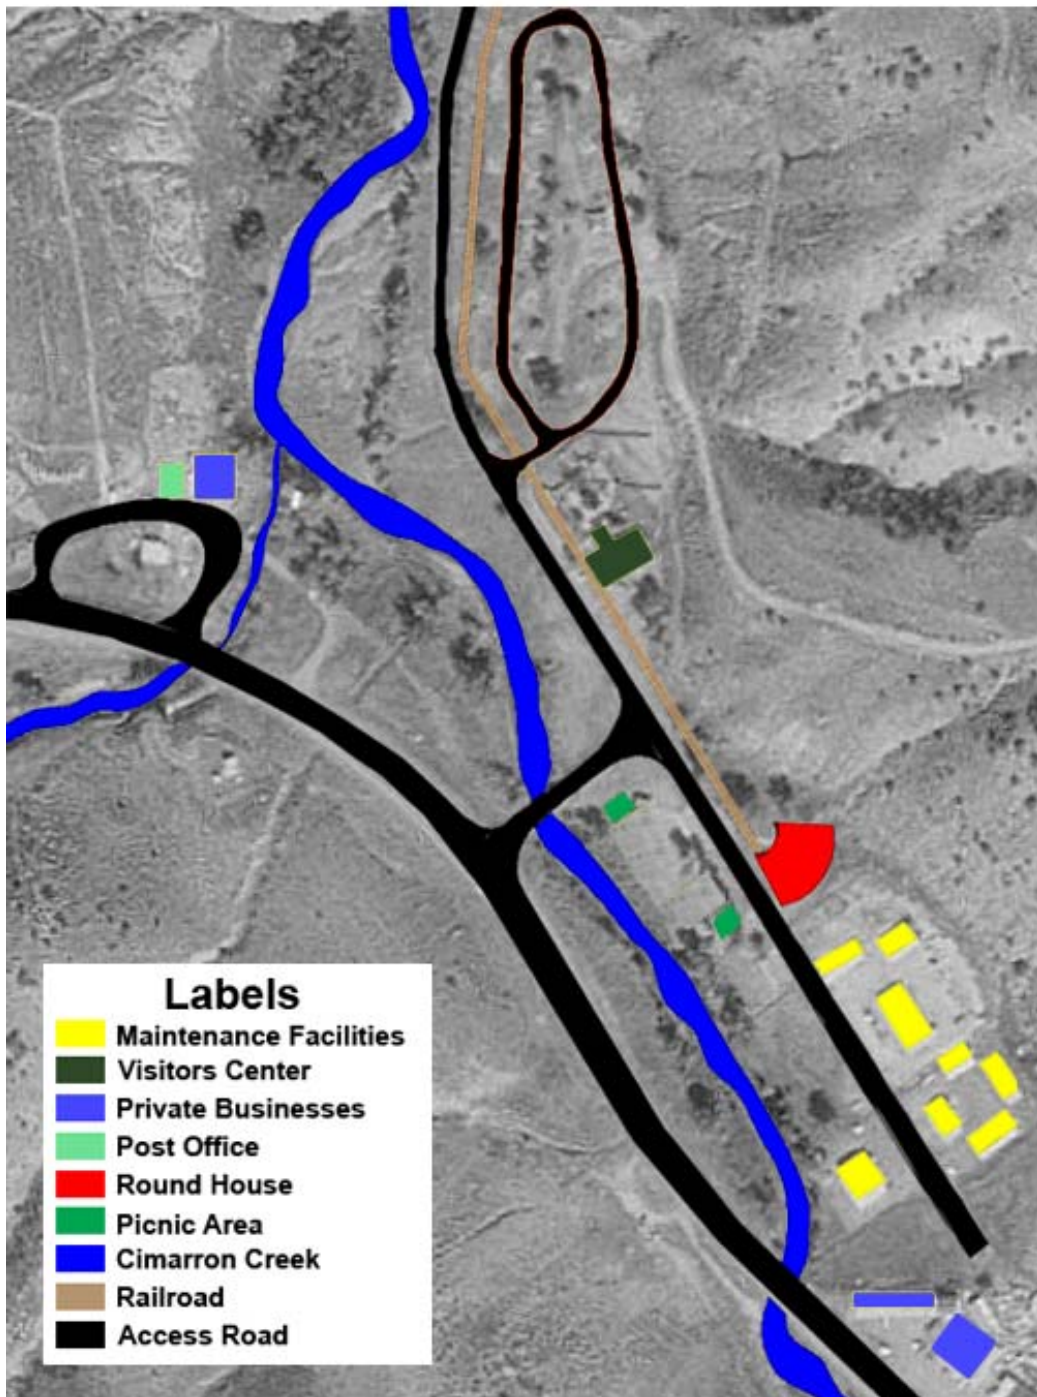 Labels
Maintenance Facilities
Visitors Center
Private Businesses
Post Office
Round House
Picnic Area
Cimarron Creek
Railroad
Access Road